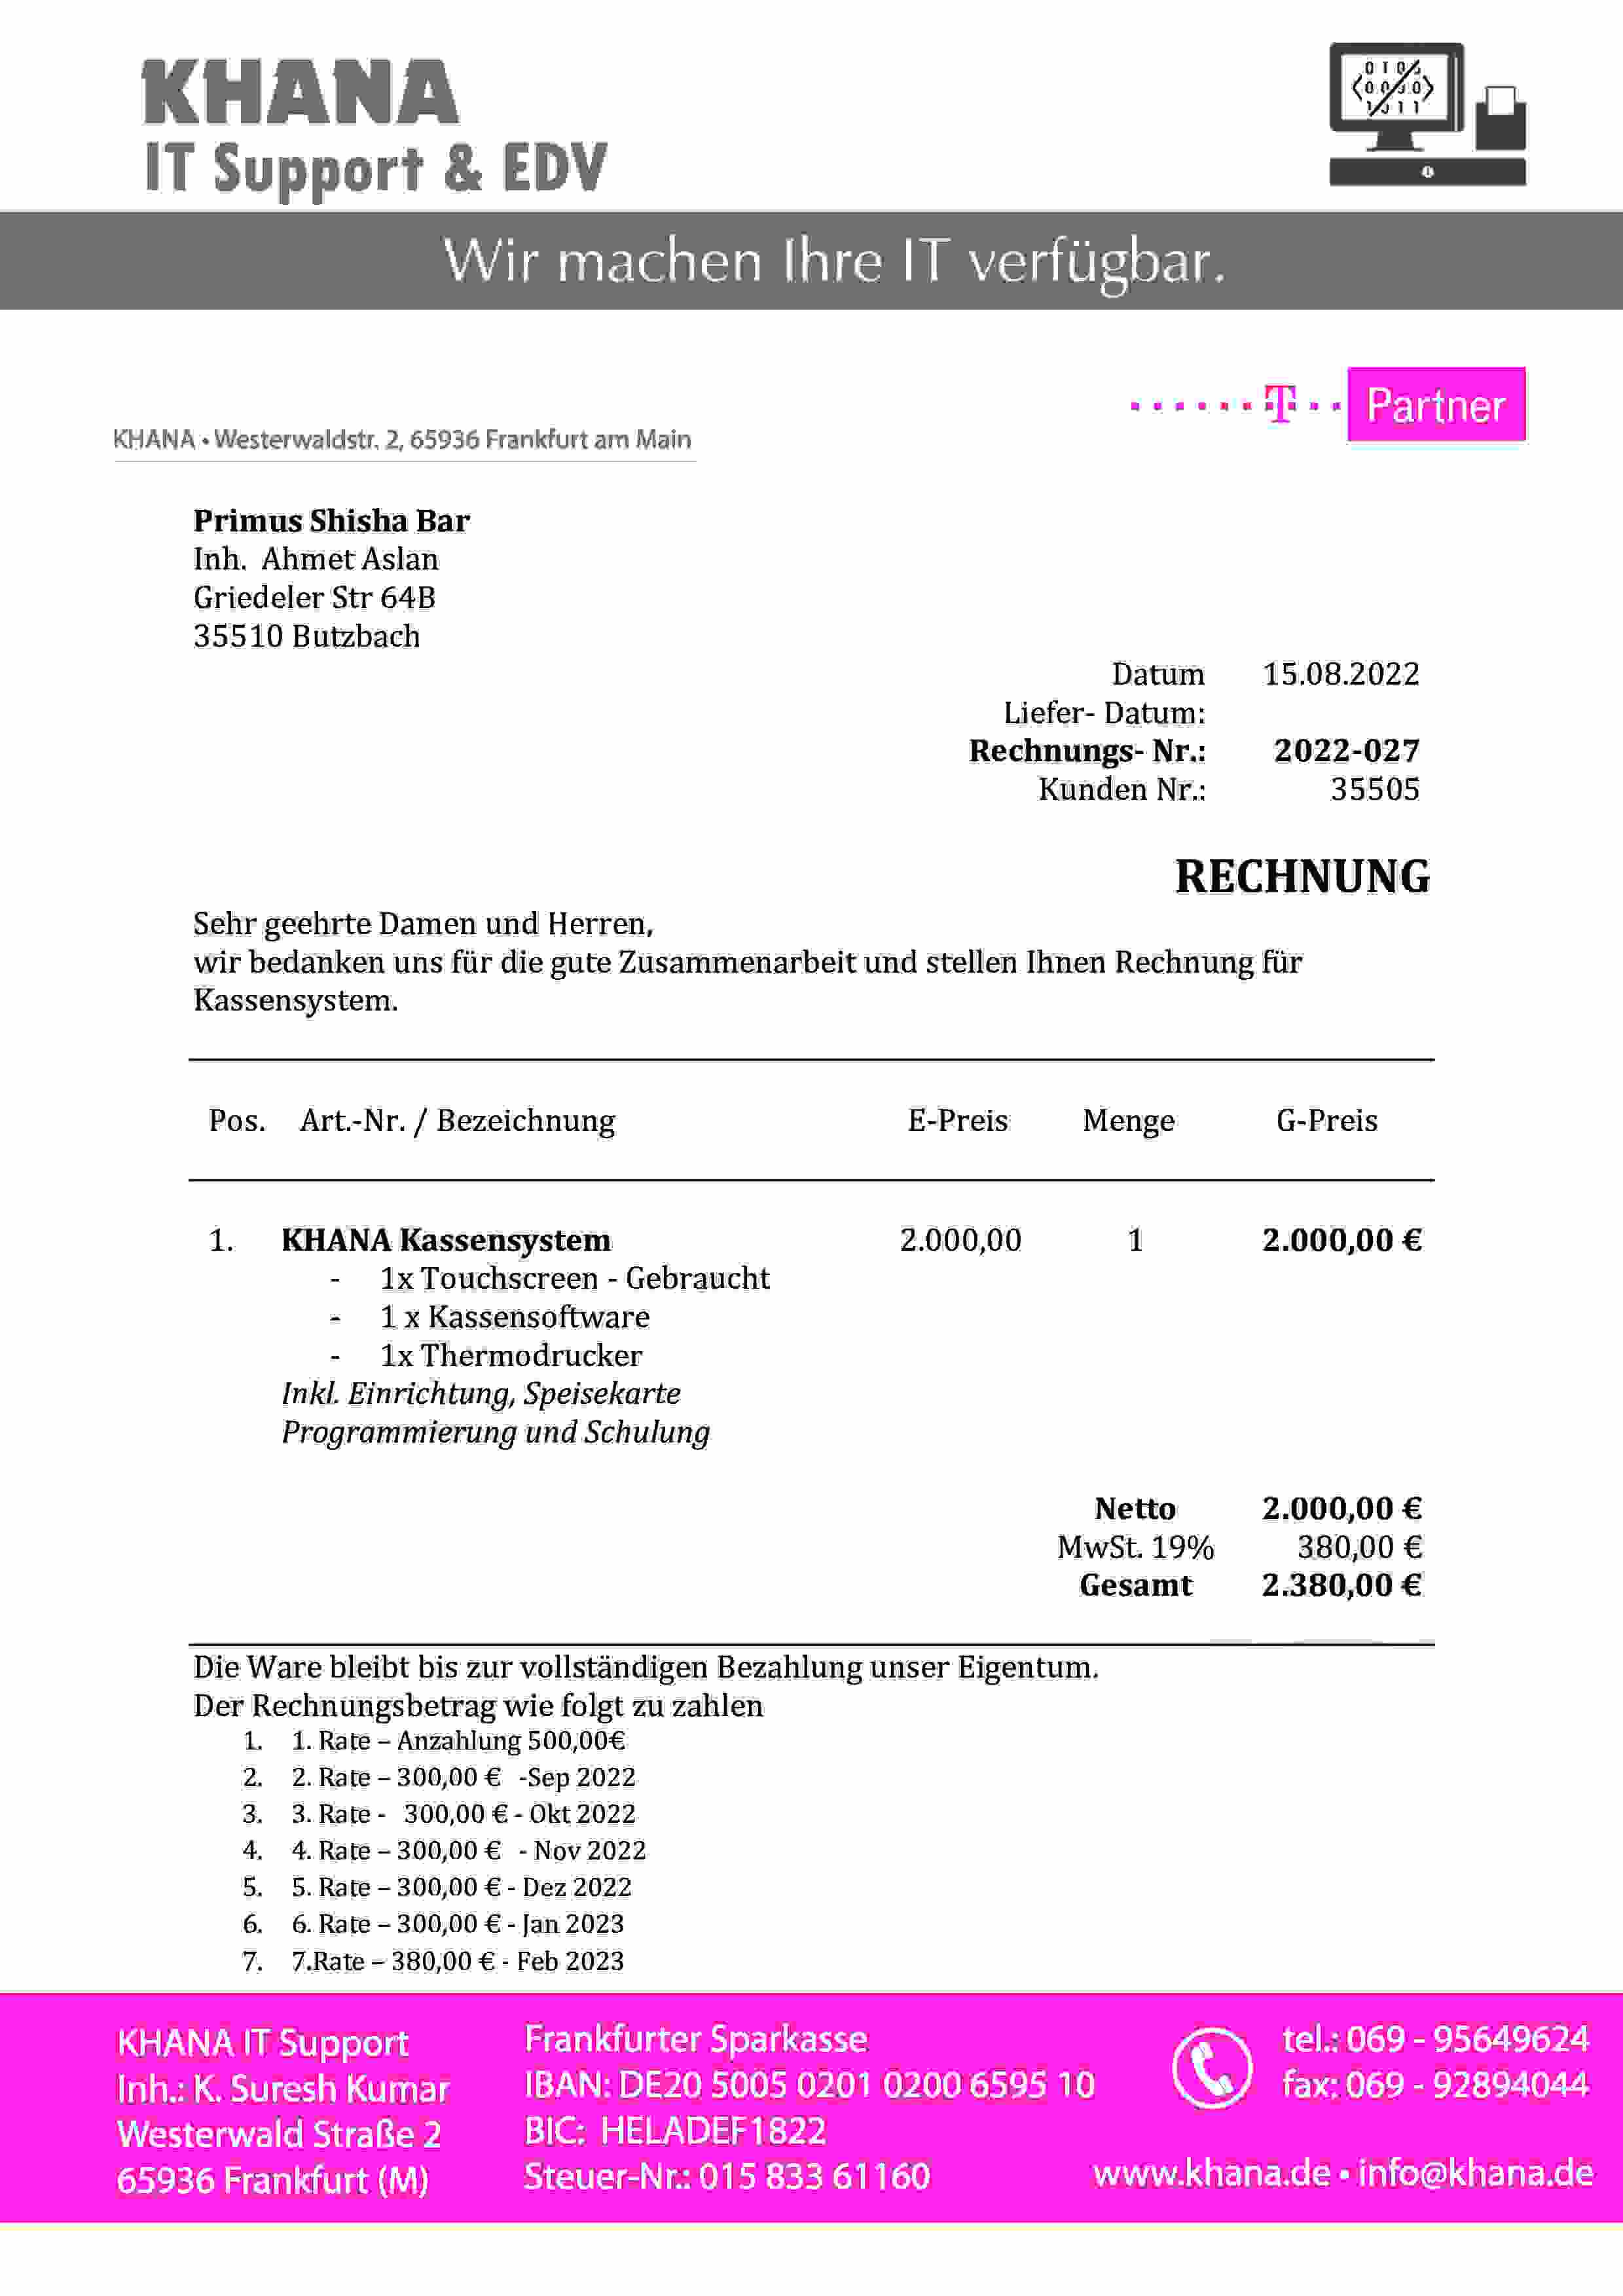 KHANA
IT Support & EDV
Wir machen Ihre IT verfügbar.
T Partner
KHANA • Westerwaldstr. 2, 65936 Frankfurt am Main
Primus Shisha Bar
Inh. Ahmet Aslan
Griedeler Str 64B
35510 Butzbach
Datum 15.08.2022
Liefer- Datum:
Rechnungs- Nr.: 2022-027
Kunden Nr.: 35505
RECHNUNG
Sehr geehrte Damen und Herren,
wir bedanken uns für die gute Zusammenarbeit und stellen Ihnen Rechnung für
Kassensystem.
Pos. Art.-Nr. / Bezeichnung E-Preis Menge G-Preis
1. KHANA Kassensystem 2.000,00 1 2.000,00 €
- 1x Touchscreen - Gebraucht
- 1 x Kassensoftware
- 1x Thermodrucker
Inkl. Einrichtung, Speisekarte
Programmierung und Schulung
Netto 2.000,00 €
MwSt. 19% 380,00 €
Gesamt 2.380,00 €
Die Ware bleibt bis zur vollständigen Bezahlung unser Eigentum.
Der Rechnungsbetrag wie folgt zu zahlen
1. 1. Rate – Anzahlung 500,00€
2. 2. Rate – 300,00 € -Sep 2022
3. 3. Rate - 300,00 € - Okt 2022
4. 4. Rate – 300,00 € - Nov 2022
5. 5. Rate – 300,00 € - Dez 2022
6. 6. Rate – 300,00 € - Jan 2023
7. 7.Rate – 380,00 € - Feb 2023
KHANA IT Support
Inh.: K. Suresh Kumar
Westerwald Straße 2
65936 Frankfurt (M)
Frankfurter Sparkasse
IBAN: DE20 5005 0201 0200 6595 10
BIC: HELADEF1822
Steuer-Nr.: 015 833 61160
tel.: 069 - 95649624
fax: 069 - 92894044
www.khana.de • info@khana.de